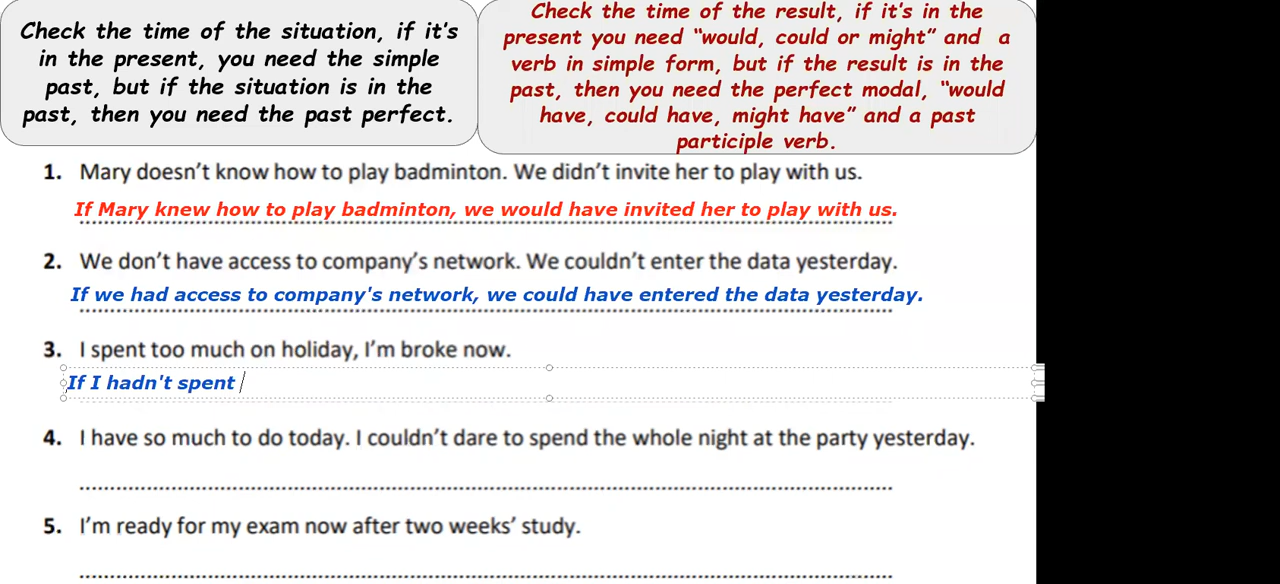 Check the time of the situation, if it's
in the present, you need the simple
past, but if the situation is in the
past, then you need the past perfect.
Check the time of the result, if it's in the
present you need “would, could or might” and a
verb in simple form, but if the result is in the
past, then you need the perfect modal, “would
have, could have, might have” and a past
participle verb.
1. Mary doesn’t know how to play badminton. We didn’t invite her to play with us.
If Mary knew how to play badminton, we would have invited her to play with us.
2. We don’t have access to company’s network. We couldn’t enter the data yesterday.
If we had access to company's network, we could have entered the data yesterday.
3. I spent too much on holiday, I’m broke now.
If I hadn't spent
4. I have so much to do today. I couldn’t dare to spend the whole night at the party yesterday.
5. I’m ready for my exam now after two weeks’ study.